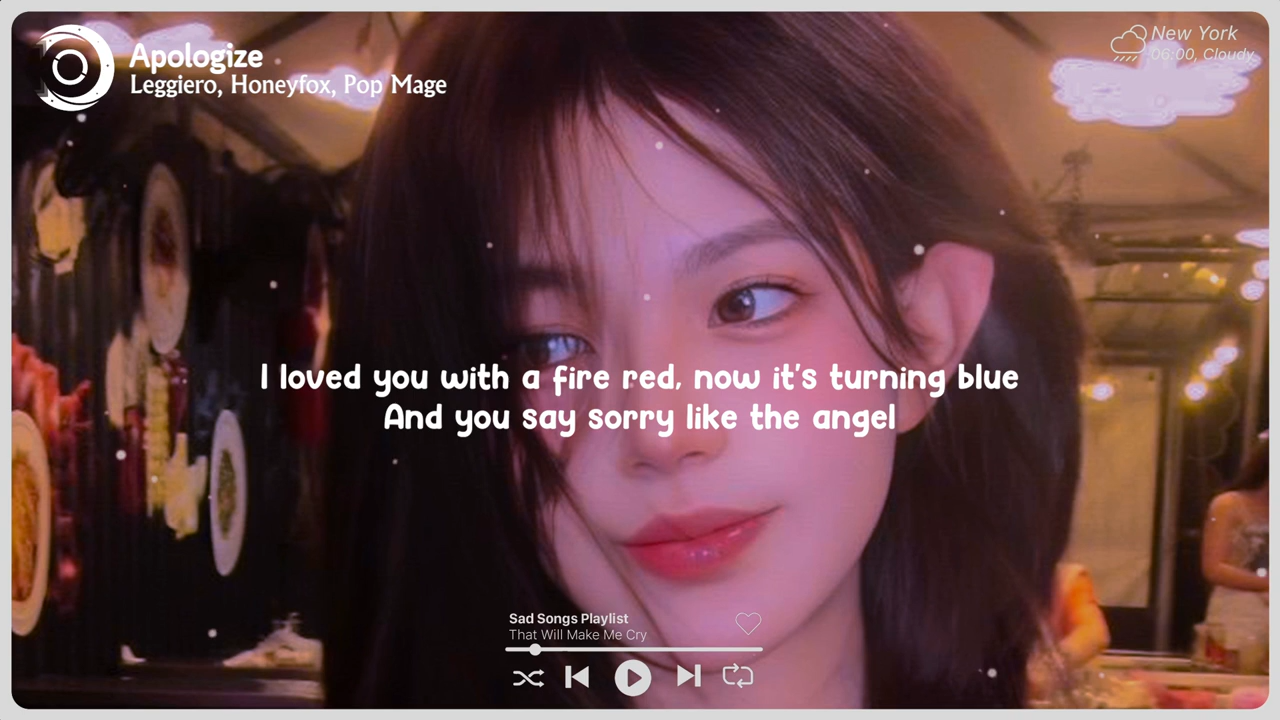 Apologize
Leggiero, Honeyfox, Pop Mage
New York
06:00, Cloudy
I loved you with a fire red, now it's turning blue
And you say sorry like the angel
Sad Songs Playlist
That Will Make Me Cry